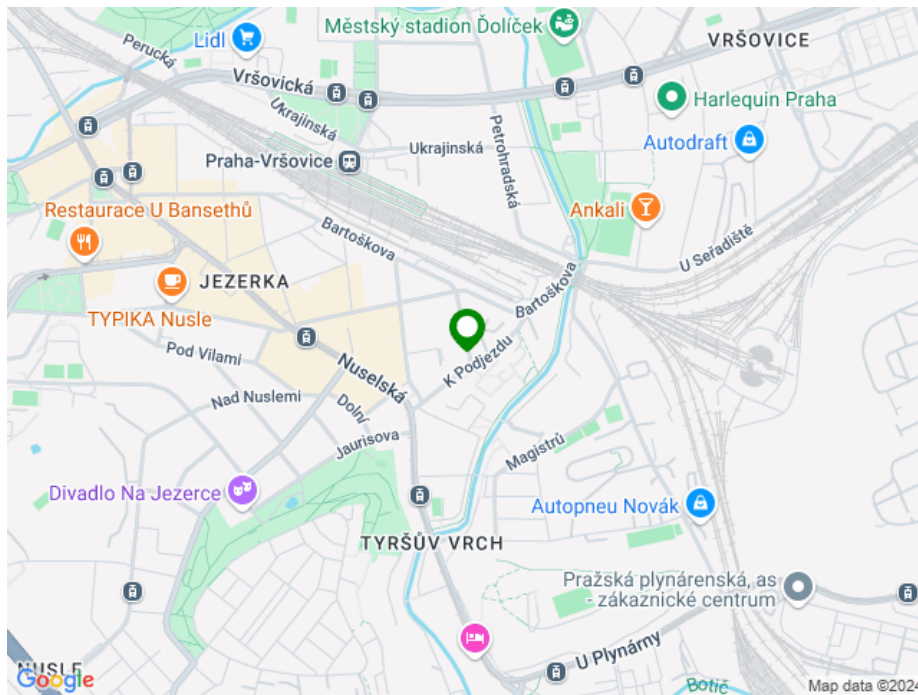 Městský stadion Ďolíček
Lidl
VRŠOVICE
Perucká
Vršovická
Harlequin Praha
Ukrajinská
Petrohradská
Autodraft
Ukrajinská
Praha-Vršovice
Restaurace U Bansethů
Ankali
Bartoškova
U Seřadiště
JEZERKA
Bartoškova
TYPIKA Nusle
K Podjezdu
Pod Vilami
Nuselská
Nad Nuslemi
Dolní
Jaurisova
Magistrů
Divadlo Na Jezerce
Autopneu Novák
TYRŠŮV VRCH
Pražská plynárenská, as
- zákaznické centrum
U Plynárny
NUSLE
Google
Botič
Map data ©2024